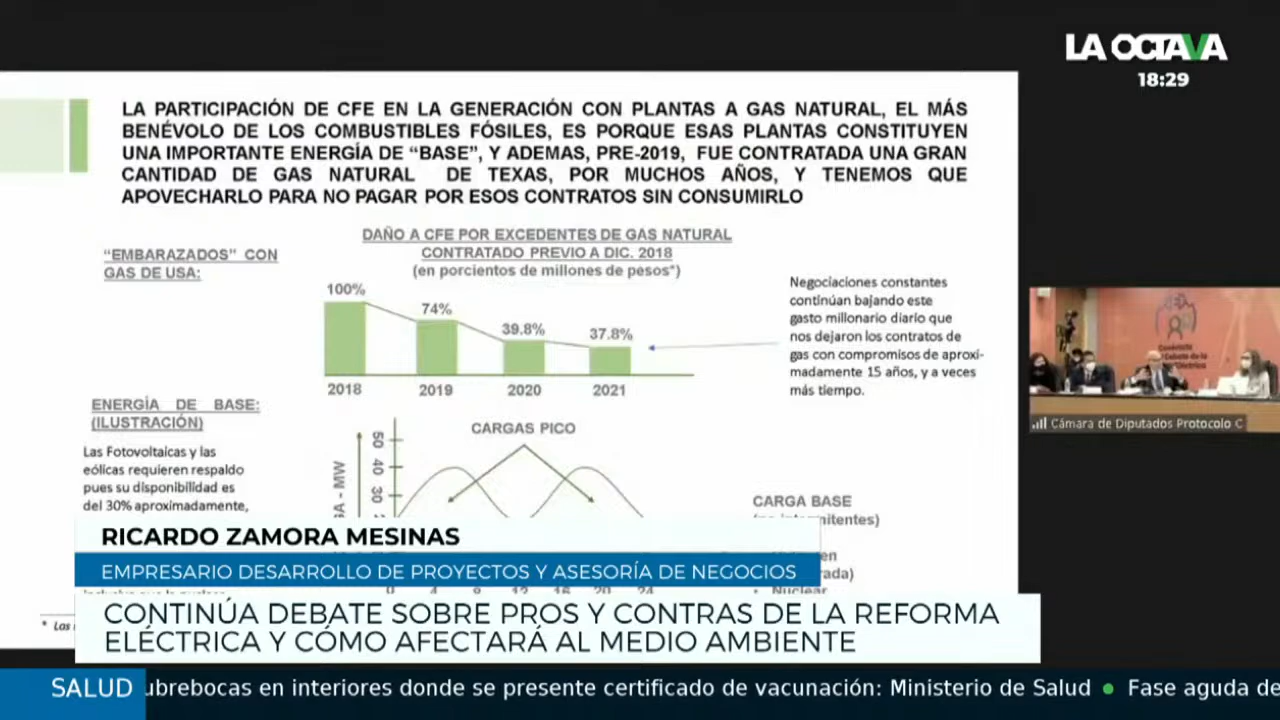 LA OCTAVA
18:29
LA PARTICIPACIÓN DE CFE EN LA GENERACIÓN CON PLANTAS A GAS NATURAL, EL MÁS
BENÉVOLO DE LOS COMBUSTIBLES FÓSILES, ES PORQUE ESAS PLANTAS CONSTITUYEN
UNA IMPORTANTE ENERGÍA DE “BASE”, Y ADEMAS, PRE-2019, FUE CONTRATADA UNA GRAN
CANTIDAD DE GAS NATURAL DE TEXAS, POR MUCHOS AÑOS, Y TENEMOS QUE
APOVECHARLO PARA NO PAGAR POR ESOS CONTRATOS SIN CONSUMIRLO
“EMBARAZADOS” CON
GAS DE USA:
DAÑO A CFE POR EXCEDENTES DE GAS NATURAL
CONTRATADO PREVIO A DIC. 2018
(en porcientos de millones de pesos*)
100%
74%
39.8%
37.8%
2018
2019
2020
2021
Negociaciones constantes
continúan bajando este
gasto millonario diario que
nos dejaron los contratos de
gas con compromisos de aproxi-
madamente 15 años, y a veces
más tiempo.
ENERGÍA DE BASE:
(ILUSTRACIÓN)
Las Fotovoltaicas y las
eólicas requieren respaldo
pues su disponibilidad es
del 30% aproximadamente,
CARGAS PICO
50
40
30
MW
CARGA BASE
Cámara de Diputados Protocolo C
RICARDO ZAMORA MESINAS
EMPRESARIO DESARROLLO DE PROYECTOS Y ASESORÍA DE NEGOCIOS
CONTINÚA DEBATE SOBRE PROS Y CONTRAS DE LA REFORMA
ELÉCTRICA Y CÓMO AFECTARÁ AL MEDIO AMBIENTE
SALUD
ubrebocas en interiores donde se presente certificado de vacunación: Ministerio de Salud • Fase aguda de